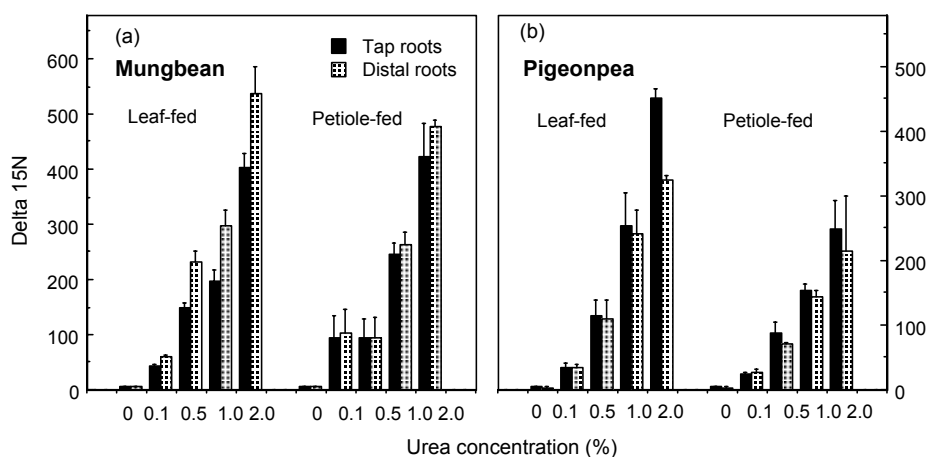 (a)
Mungbean
Tap roots
Distal roots
Leaf-fed
Petiole-fed
(b)
Pigeonpea
Leaf-fed
Petiole-fed
Delta 15N
600
500
400
300
200
100
0
500
400
300
200
100
0
0 0.1 0.5 1.0 2.0 0 0.1 0.5 1.0 2.0
0 0.1 0.5 1.0 2.0 0 0.1 0.5 1.0 2.0
Urea concentration (%)